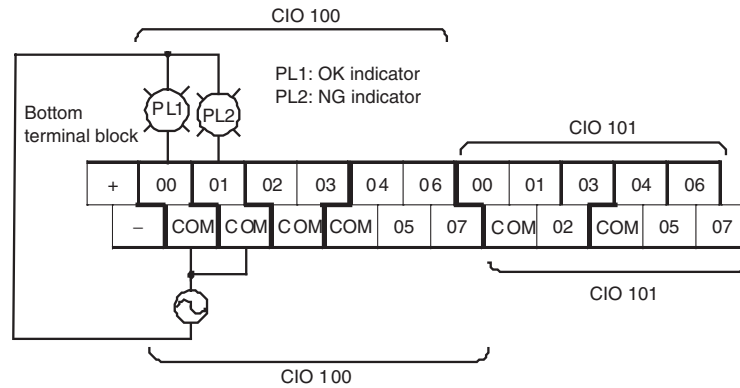 CIO 100
PL1: OK indicator
PL2: NG indicator
PL1
PL2
Bottom
terminal block
CIO 101
+ 00 01 02 03 04 06 00 01 03 04 06
− COM COM COM COM 05 07 COM 02 COM 05 07
CIO 101
CIO 100